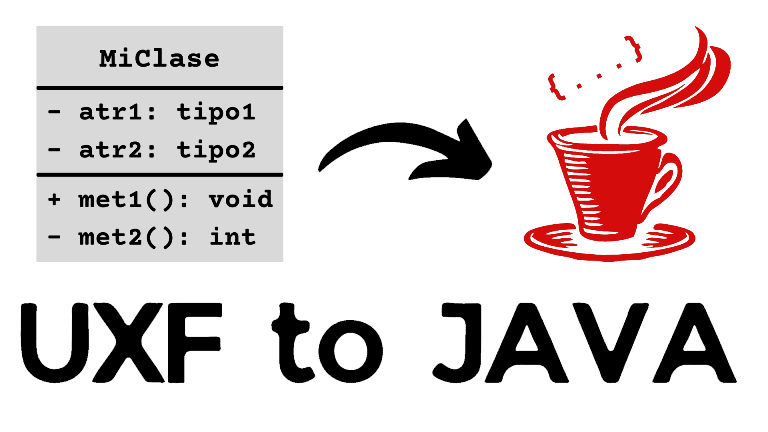 MiClase
- atr1: tipo1
- atr2: tipo2
+ met1(): void
- met2(): int
{...}
UXF to JAVA